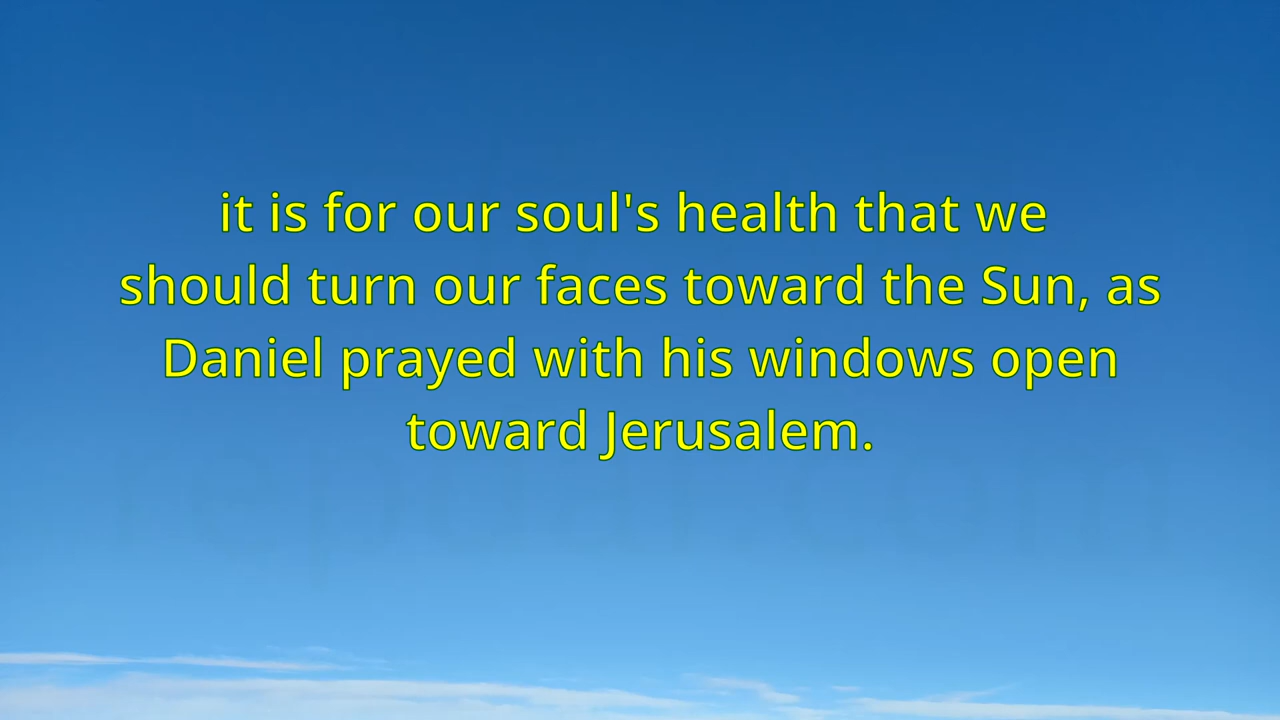 it is for our soul's health that we
should turn our faces toward the Sun, as
Daniel prayed with his windows open
toward Jerusalem.